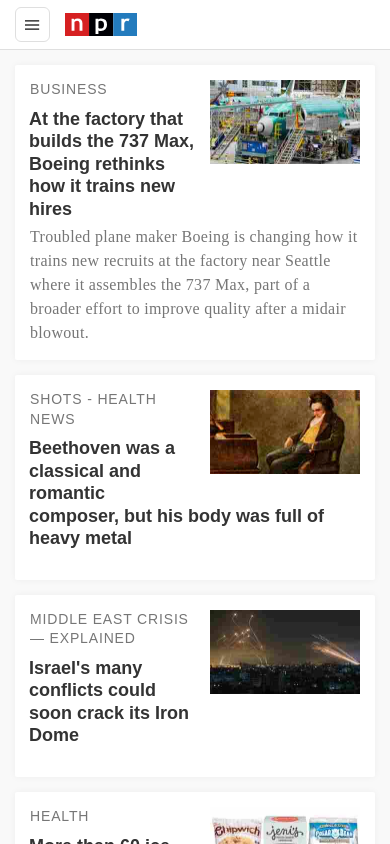 npr
BUSINESS
At the factory that
builds the 737 Max,
Boeing rethinks
how it trains new
hires
Troubled plane maker Boeing is changing how it
trains new recruits at the factory near Seattle
where it assembles the 737 Max, part of a
broader effort to improve quality after a midair
blowout.
SHOTS - HEALTH
NEWS
Beethoven was a
classical and
romantic
composer, but his body was full of
heavy metal
MIDDLE EAST CRISIS
— EXPLAINED
Israel's many
conflicts could
soon crack its Iron
Dome
HEALTH
Chipwich
jeni's
POLAR BEAR
More than 60 ice